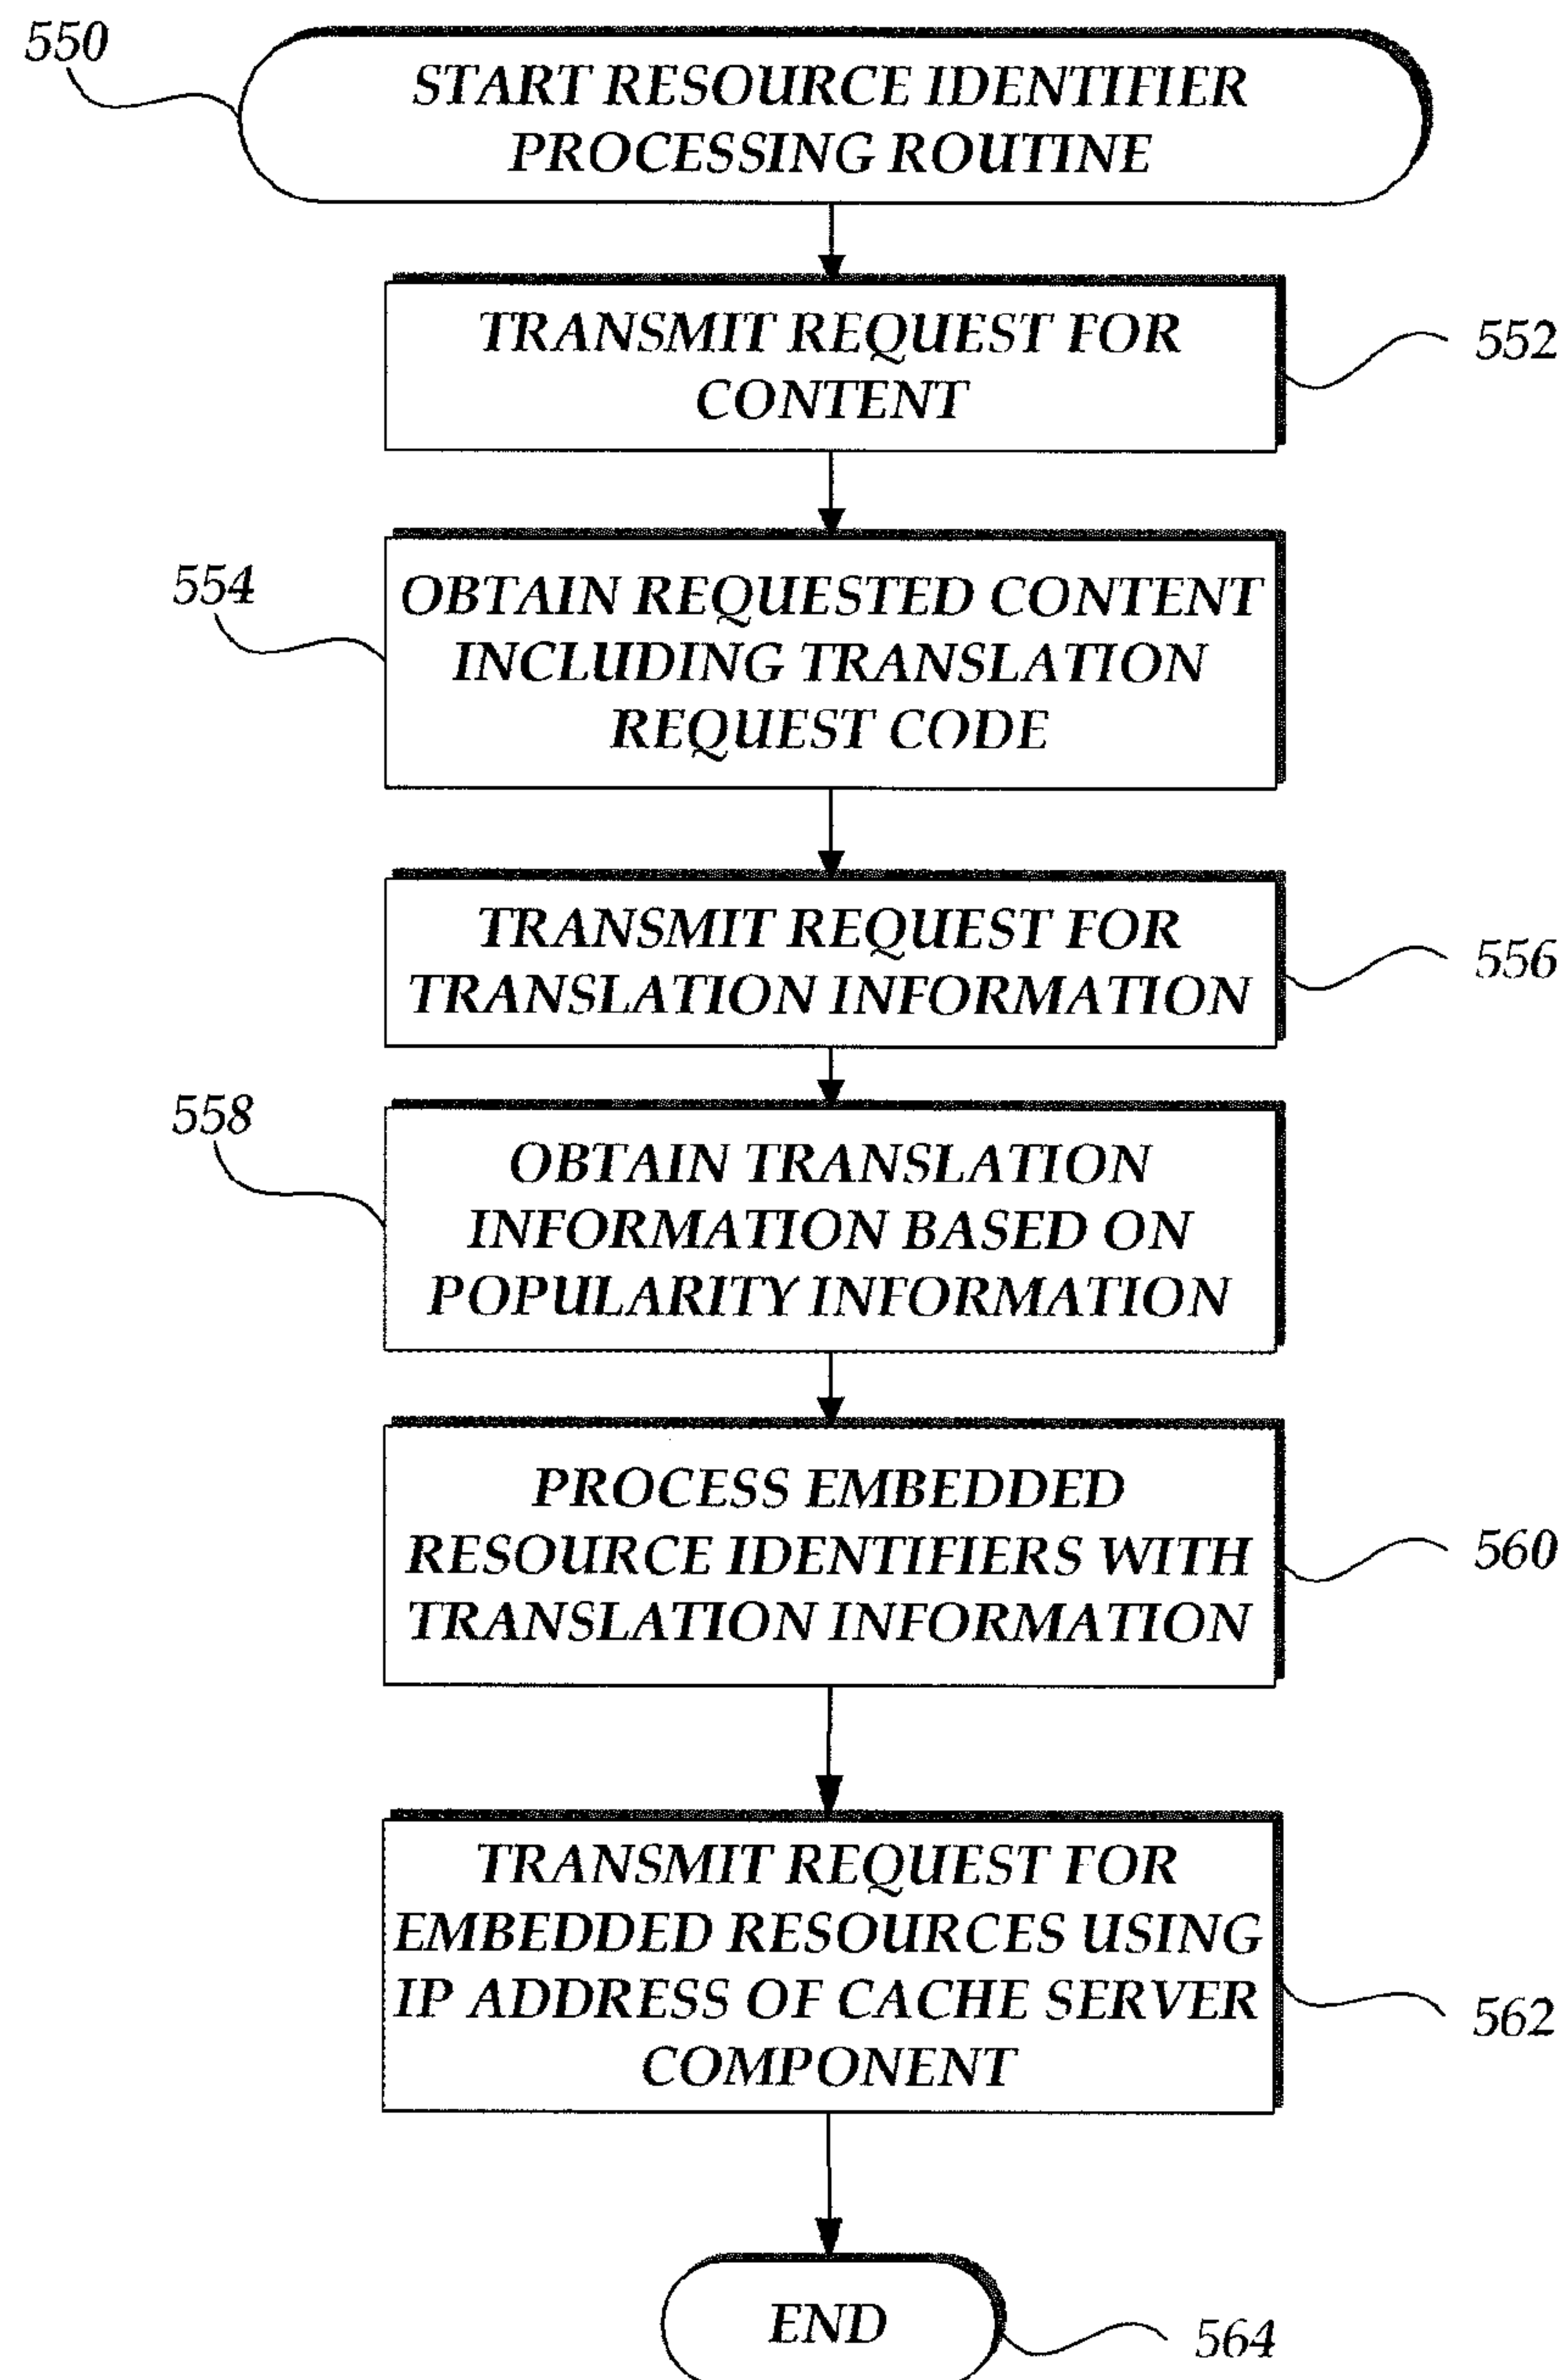 550
START RESOURCE IDENTIFIER
PROCESSING ROUTINE
TRANSMIT REQUEST FOR
CONTENT
552
554
OBTAIN REQUESTED CONTENT
INCLUDING TRANSLATION
REQUEST CODE
TRANSMIT REQUEST FOR
TRANSLATION INFORMATION
556
558
OBTAIN TRANSLATION
INFORMATION BASED ON
POPULARITY INFORMATION
PROCESS EMBEDDED
RESOURCE IDENTIFIERS WITH
TRANSLATION INFORMATION
560
TRANSMIT REQUEST FOR
EMBEDDED RESOURCES USING
IP ADDRESS OF CACHE SERVER
COMPONENT
562
END
564